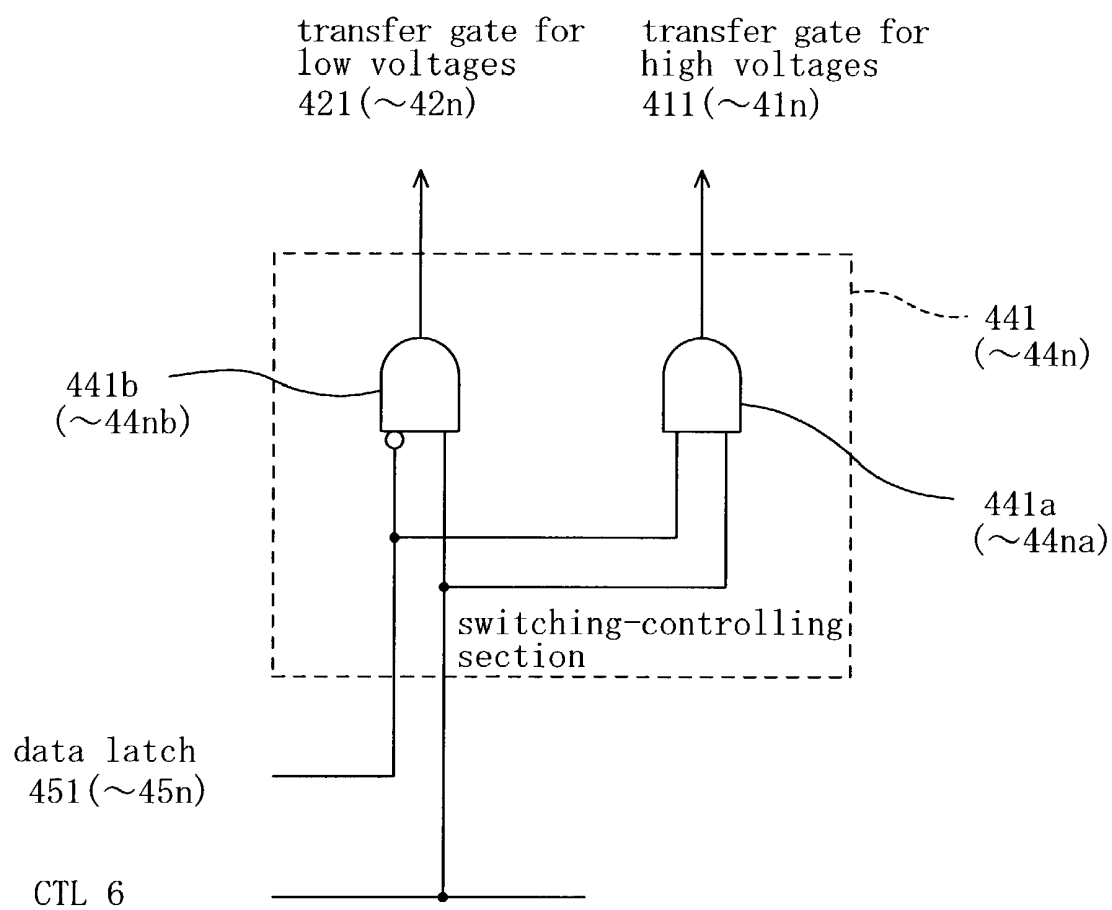 transfer gate for
low voltages
421(～42n)
transfer gate for
high voltages
411(～41n)
441
(～44n)
441b
(～44nb)
441a
(～44na)
switching-controlling
section
data latch
451(～45n)
CTL 6